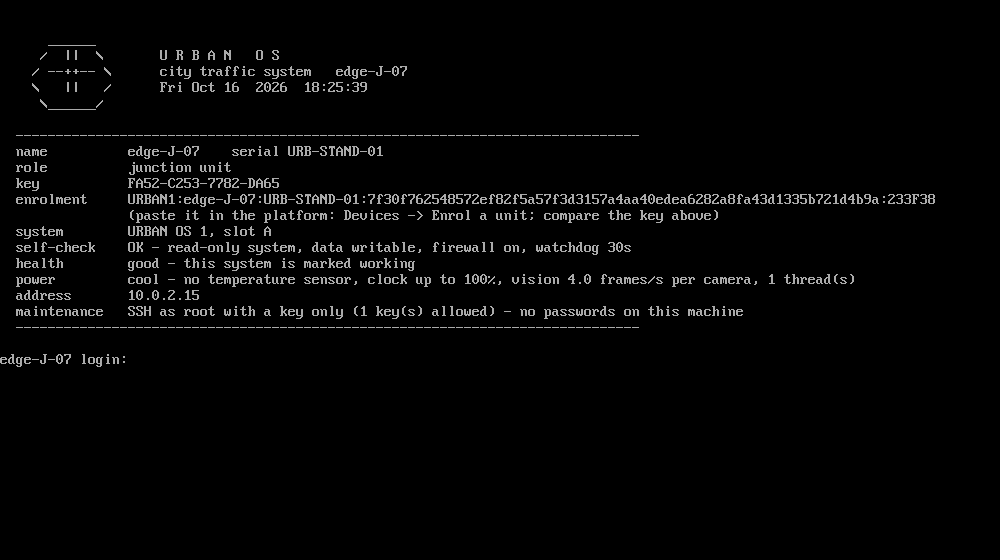 U R B A N   O S
city traffic system   edge-J-07
Fri Oct 16  2026  18:25:39
name          edge-J-07    serial URB-STAND-01
role          junction unit
key           FA52-C253-7782-DA65
enrolment     URBAN1:edge-J-07:URB-STAND-01:7f30f762548572ef82f5a57f3d3157a4aa40edea6282a8fa43d1335b721d4b9a:233F38
(paste it in the platform: Devices -> Enrol a unit; compare the key above)
system        URBAN OS 1, slot A
self-check    OK - read-only system, data writable, firewall on, watchdog 30s
health        good - this system is marked working
power         cool - no temperature sensor, clock up to 100%, vision 4.0 frames/s per camera, 1 thread(s)
address       10.0.2.15
maintenance   SSH as root with a key only (1 key(s) allowed) - no passwords on this machine
edge-J-07 login: